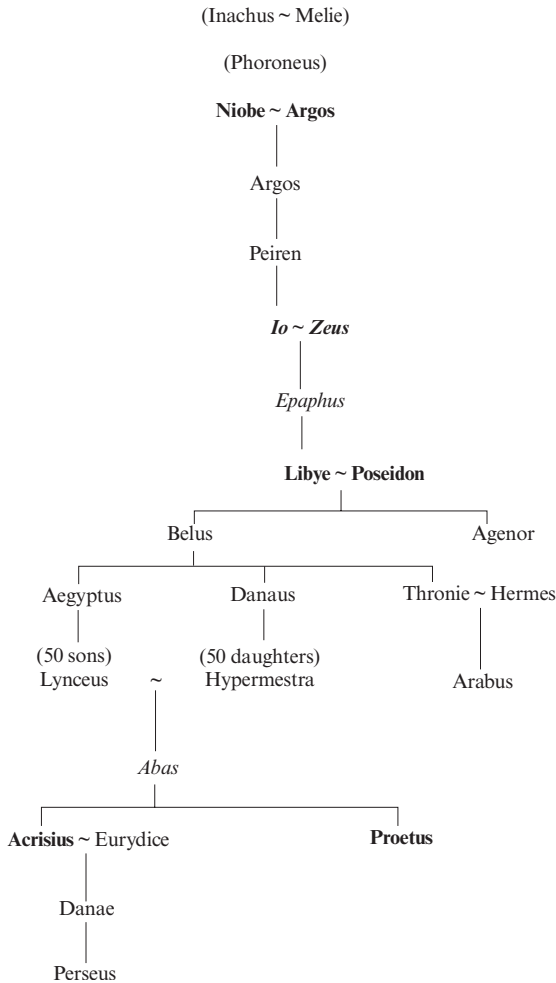 (Inachus ~ Melie)
(Phoroneus)
Niobe ~ Argos
Argos
Peiren
Io ~ Zeus
Epaphus
Libye ~ Poseidon
Belus Agenor
Aegyptus Danaus Thronie ~ Hermes
(50 sons) (50 daughters)
Lynceus ~ Hypermestra Arabus
Abas
Acrisius ~ Eurydice Proetus
Danae
Perseus